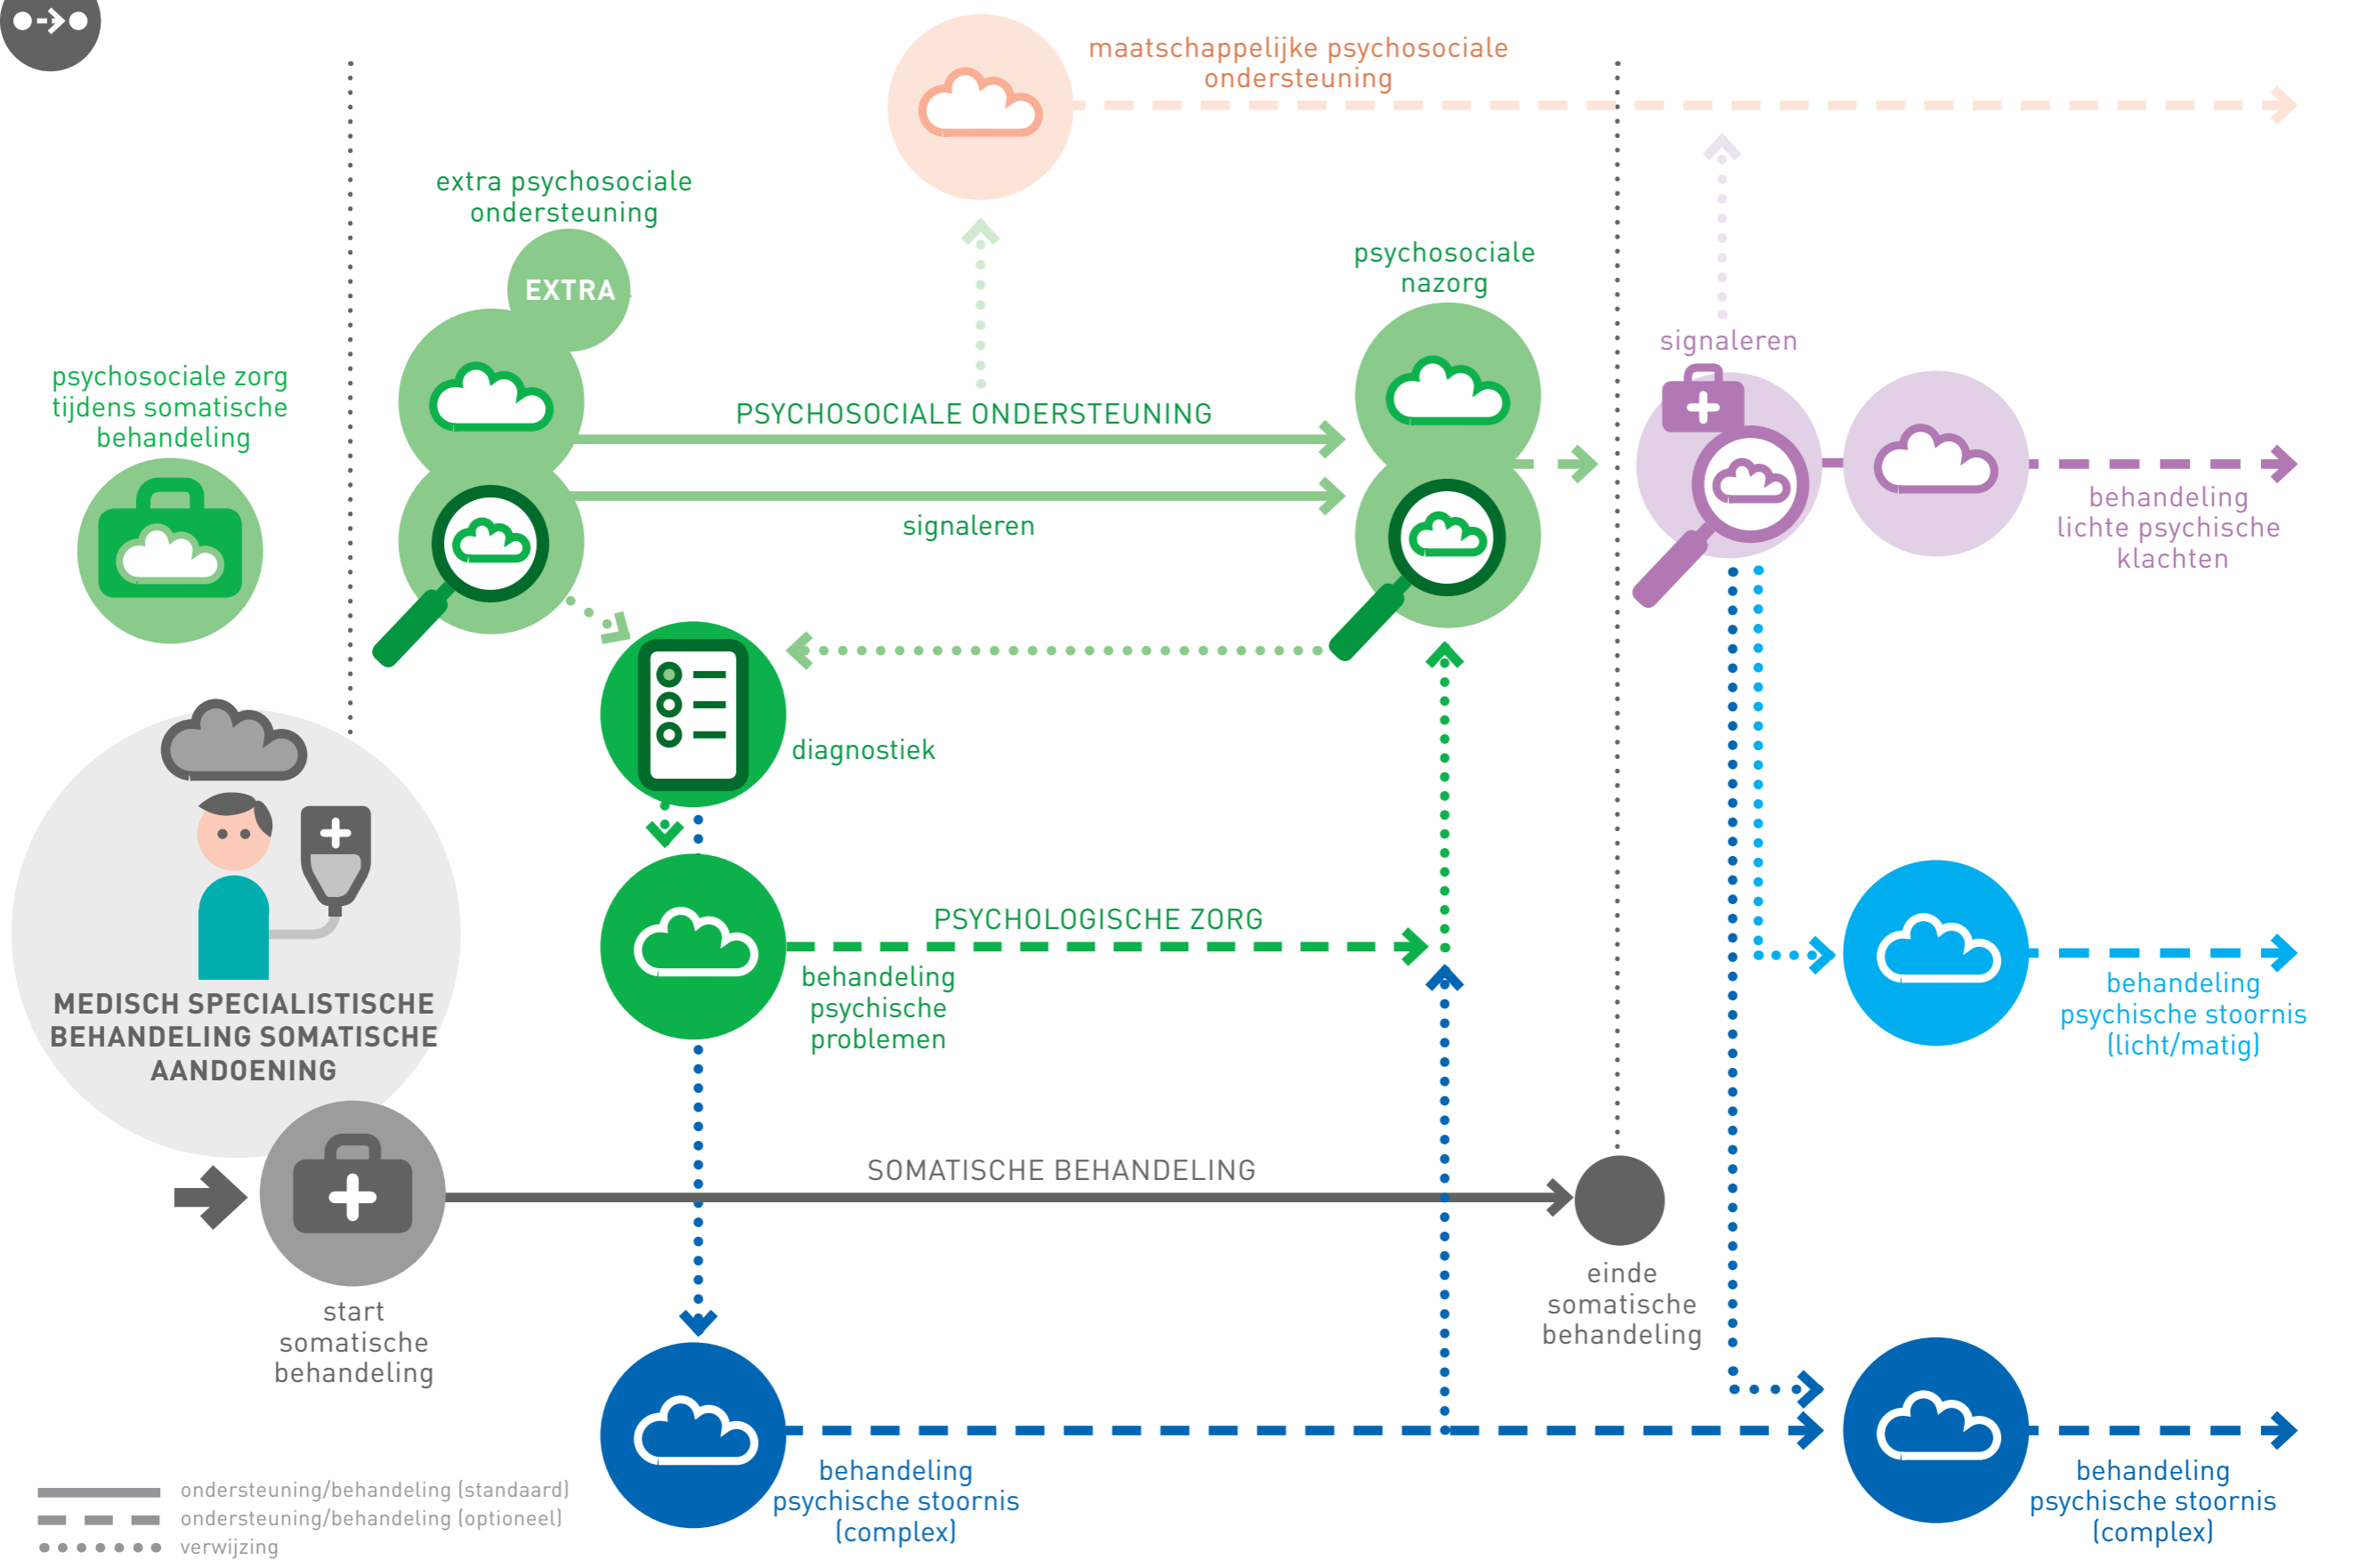 maatschappelijke psychosociale
ondersteuning
extra psychosociale
ondersteuning
EXTRA
psychosociale
nazorg
signaleren
psychosociale zorg
tijdens somatische
behandeling
PSYCHOSOCIALE ONDERSTEUNING
signaleren
behandeling
lichte psychische
klachten
diagnostiek
PSYCHOLOGISCHE ZORG
behandeling
psychische
problemen
behandeling
psychische stoornis
(licht/matig)
MEDISCH SPECIALISTISCHE
BEHANDELING SOMATISCHE
AANDOENING
SOMATISCHE BEHANDELING
start
somatische
behandeling
einde
somatische
behandeling
behandeling
psychische stoornis
(complex)
behandeling
psychische stoornis
(complex)
ondersteuning/behandeling (standaard)
ondersteuning/behandeling (optioneel)
verwijzing